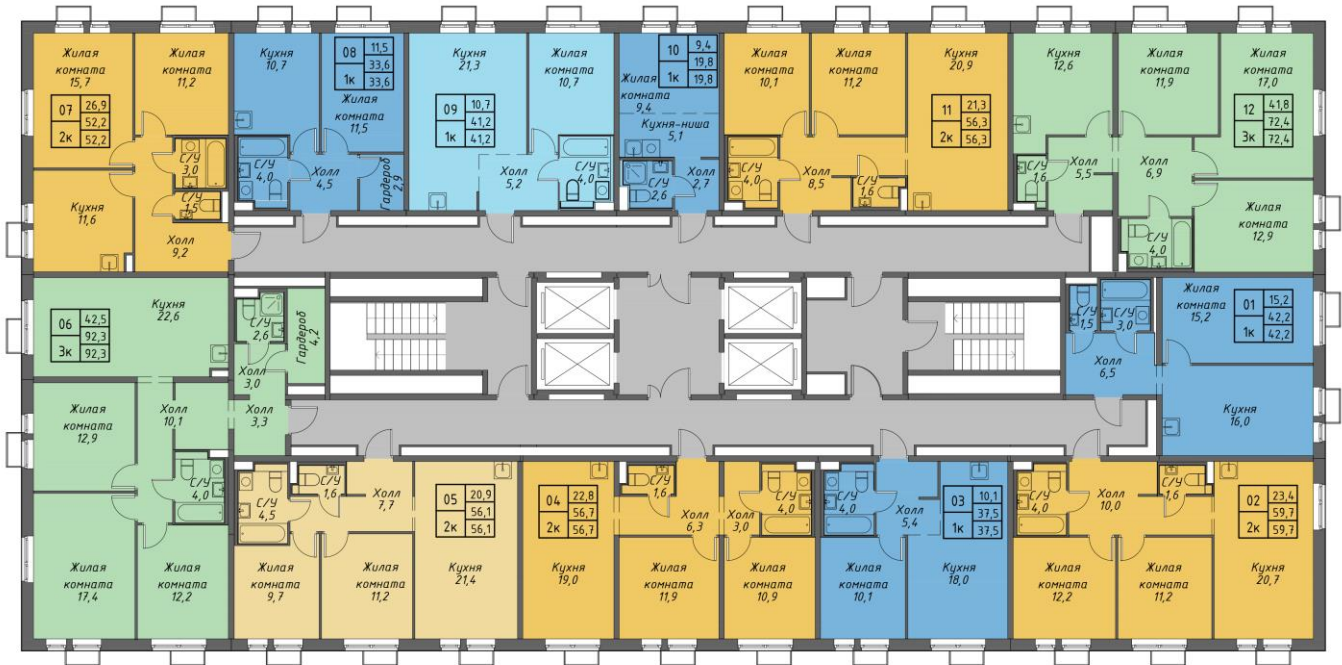 Жилая
комната
15,7
07
26,9
52,2
2к
52,2
Жилая
комната
11,2
С/У
3,0
С/У
1,5
Кухня
11,6
Холл
9,2
Кухня
10,7
08
11,5
33,6
1к
33,6
Жилая
комната
11,5
С/У
4,0
Холл
4,5
Гардероб
2,9
Кухня
21,3
09
10,7
41,2
1к
41,2
Жилая
комната
10,7
Холл
5,2
С/У
4,0
10
9,4
19,8
1к
19,8
Жилая
комната
9,4
Кухня-ниша
5,1
С/У
2,6
Холл
2,7
Жилая
комната
10,1
Жилая
комната
11,2
Кухня
20,9
11
21,3
56,3
2к
56,3
С/У
4,0
Холл
8,5
С/У
1,6
Кухня
12,6
Жилая
комната
11,9
Жилая
комната
17,0
12
41,8
72,4
3к
72,4
С/У
1,6
Холл
5,5
Холл
6,9
С/У
4,0
Жилая
комната
12,9
Кухня
22,6
06
42,5
92,3
3к
92,3
С/У
2,6
Гардероб
4,2
Холл
3,0
Холл
3,3
Жилая
комната
12,9
Холл
10,1
С/У
4,0
Жилая
комната
17,4
Жилая
комната
12,2
С/У
1,5
С/У
3,0
Холл
6,5
Жилая
комната
15,2
01
15,2
42,2
1к
42,2
Кухня
16,0
С/У
4,5
С/У
1,6
Холл
7,7
05
20,9
56,1
2к
56,1
Жилая
комната
9,7
Жилая
комната
11,2
Кухня
21,4
04
22,8
56,7
2к
56,7
Кухня
19,0
С/У
1,6
Холл
6,3
Холл
3,0
С/У
4,0
Жилая
комната
11,9
Жилая
комната
10,9
С/У
4,0
Холл
5,4
03
10,1
37,5
1к
37,5
Жилая
комната
10,1
Кухня
18,0
С/У
4,0
Холл
10,0
С/У
1,6
02
23,4
59,7
2к
59,7
Жилая
комната
12,2
Жилая
комната
11,2
Кухня
20,7